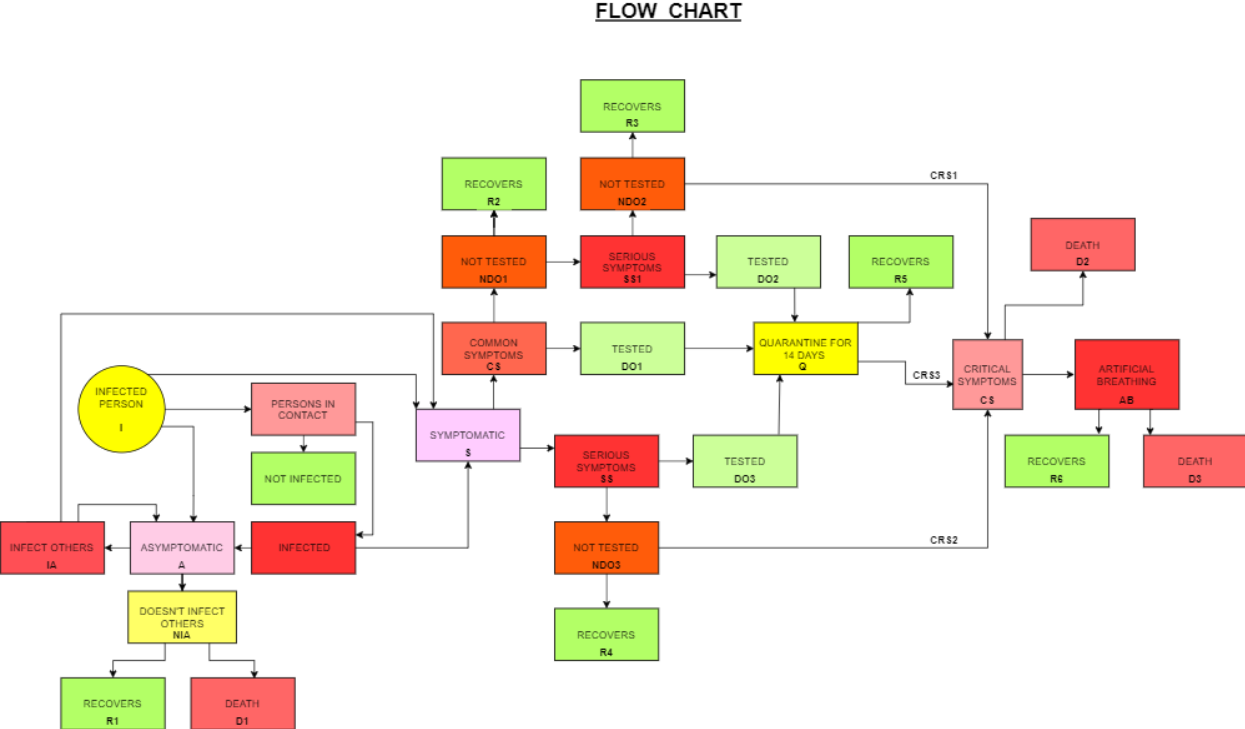 FLOW CHART
RECOVERS
R3
RECOVERS
R2
NOT TESTED
NDO2
CRS1
NOT TESTED
NDO1
SERIOUS
SYMPTOMS
SS1
TESTED
DO2
RECOVERS
R5
DEATH
D2
COMMON
SYMPTOMS
CS
TESTED
DO1
QUARANTINE FOR
14 DAYS
Q
CRS3
CRITICAL
SYMPTOMS
CS
ARTIFICIAL
BREATHING
AB
INFECTED
PERSON
I
PERSONS IN
CONTACT
SYMPTOMATIC
S
NOT INFECTED
SERIOUS
SYMPTOMS
SS
TESTED
DO3
RECOVERS
R6
DEATH
D3
INFECT OTHERS
IA
ASYMPTOMATIC
A
INFECTED
NOT TESTED
NDO3
CRS2
DOESN'T INFECT
OTHERS
NIA
RECOVERS
R4
RECOVERS
R1
DEATH
D1